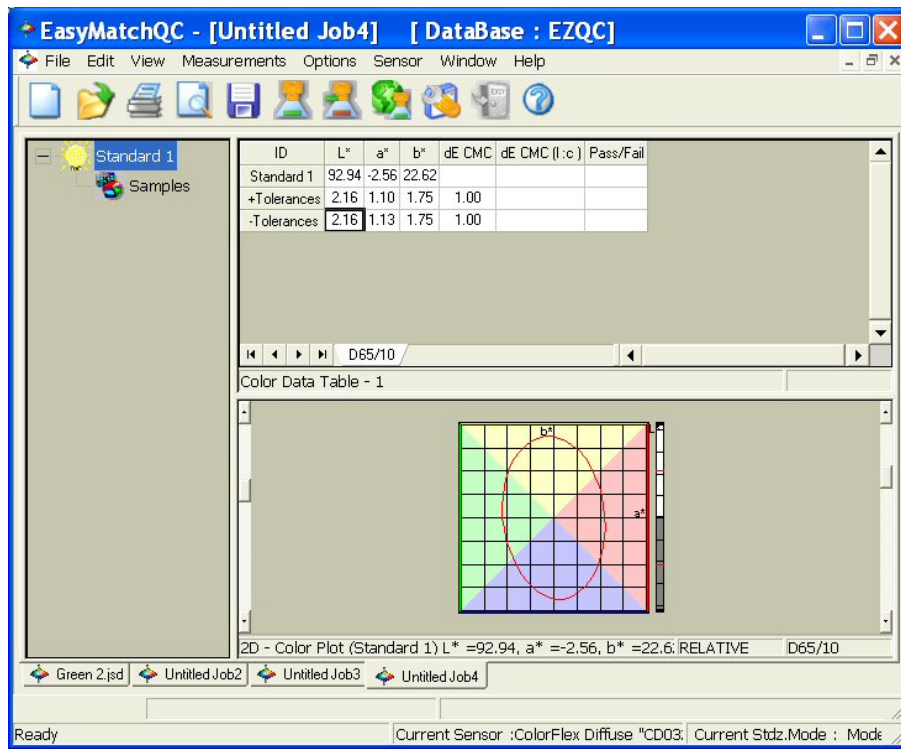 EasyMatchQC - [Untitled Job4] [ DataBase : EZQC]
File Edit View Measurements Options Sensor Window Help
Standard 1
Samples
ID L* a* b* dE CMC dE CMC (l:c) Pass/Fail
Standard 1 92.94 -2.56 22.62
+Tolerances 2.16 1.10 1.75 1.00
-Tolerances 2.16 1.13 1.75 1.00
D65/10
Color Data Table - 1
b*
a*
2D - Color Plot (Standard 1) L* =92.94, a* =-2.56, b* =22.6 RELATIVE D65/10
Green 2.jsd Untitled Job2 Untitled Job3 Untitled Job4
Ready Current Sensor :ColorFlex Diffuse "CD03 Current Stdz.Mode : Mode